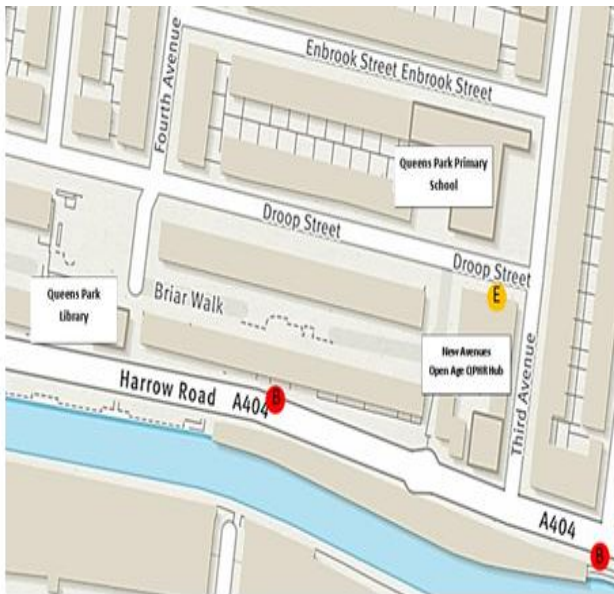 Enbrook Street Enbrook Street
Fourth Avenue
Queens Park Primary
School
Droop Street
Droop Street
E
Queens Park
Library
Briar Walk
New Avenues
Open Age QPHR Hub
Third Avenue
Harrow Road A404
B
A404
B